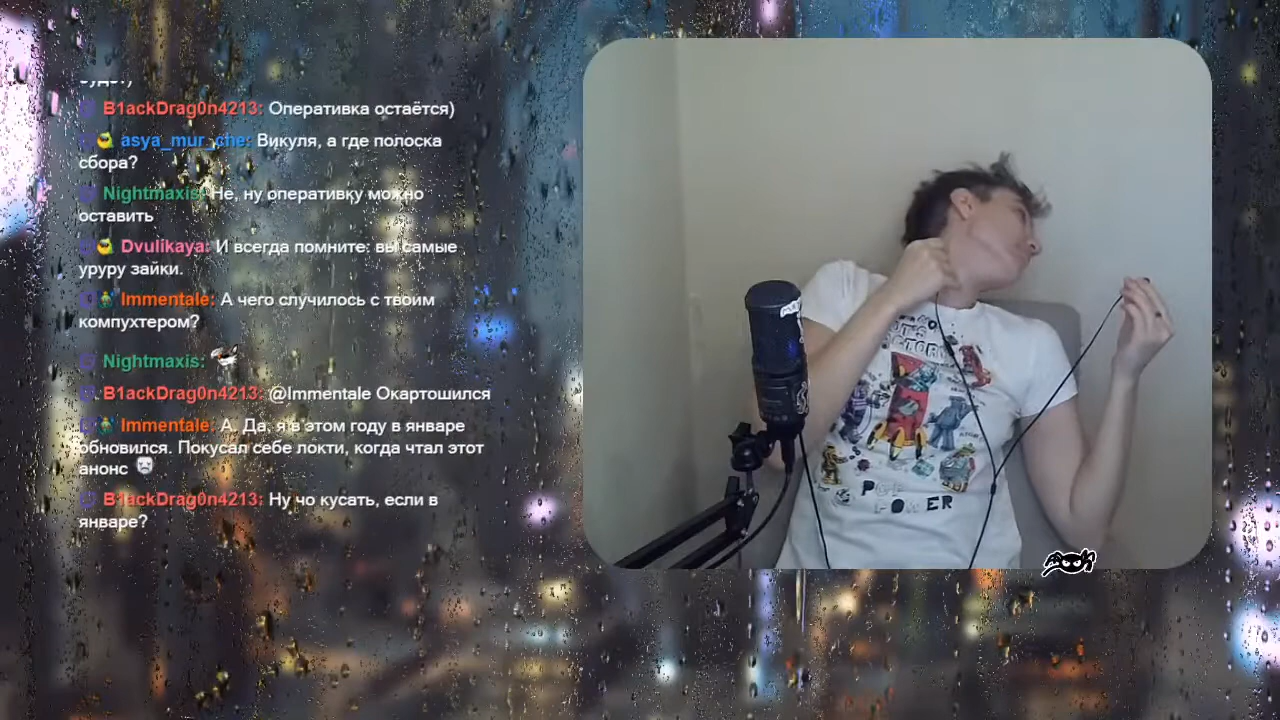 B1ackDrag0n4213: Оперативка остаётся)
asya_mur_che: Викуля, а где полоска
сбора?
Nightmaxis: Не, ну оперативку можно
оставить
Dvulikaya: И всегда помните: вы самые
уруру зайки.
Immentale: А чего случилось с твоим
компухтером?
Nightmaxis:
B1ackDrag0n4213: @Immentale Окартошился
Immentale: А. Да, я в этом году в январе
обновился. Покусал себе локти, когда чтал этот
анонс
B1ackDrag0n4213: Ну чо кусать, если в
январе?